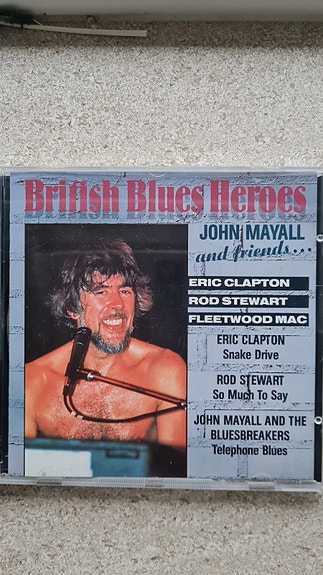 British Blues Heroes
JOHN MAYALL
and friends...
ERIC CLAPTON
ROD STEWART
FLEETWOOD MAC
ERIC CLAPTON
Snake Drive
ROD STEWART
So Much To Say
JOHN MAYALL AND THE
BLUESBREAKERS
Telephone Blues